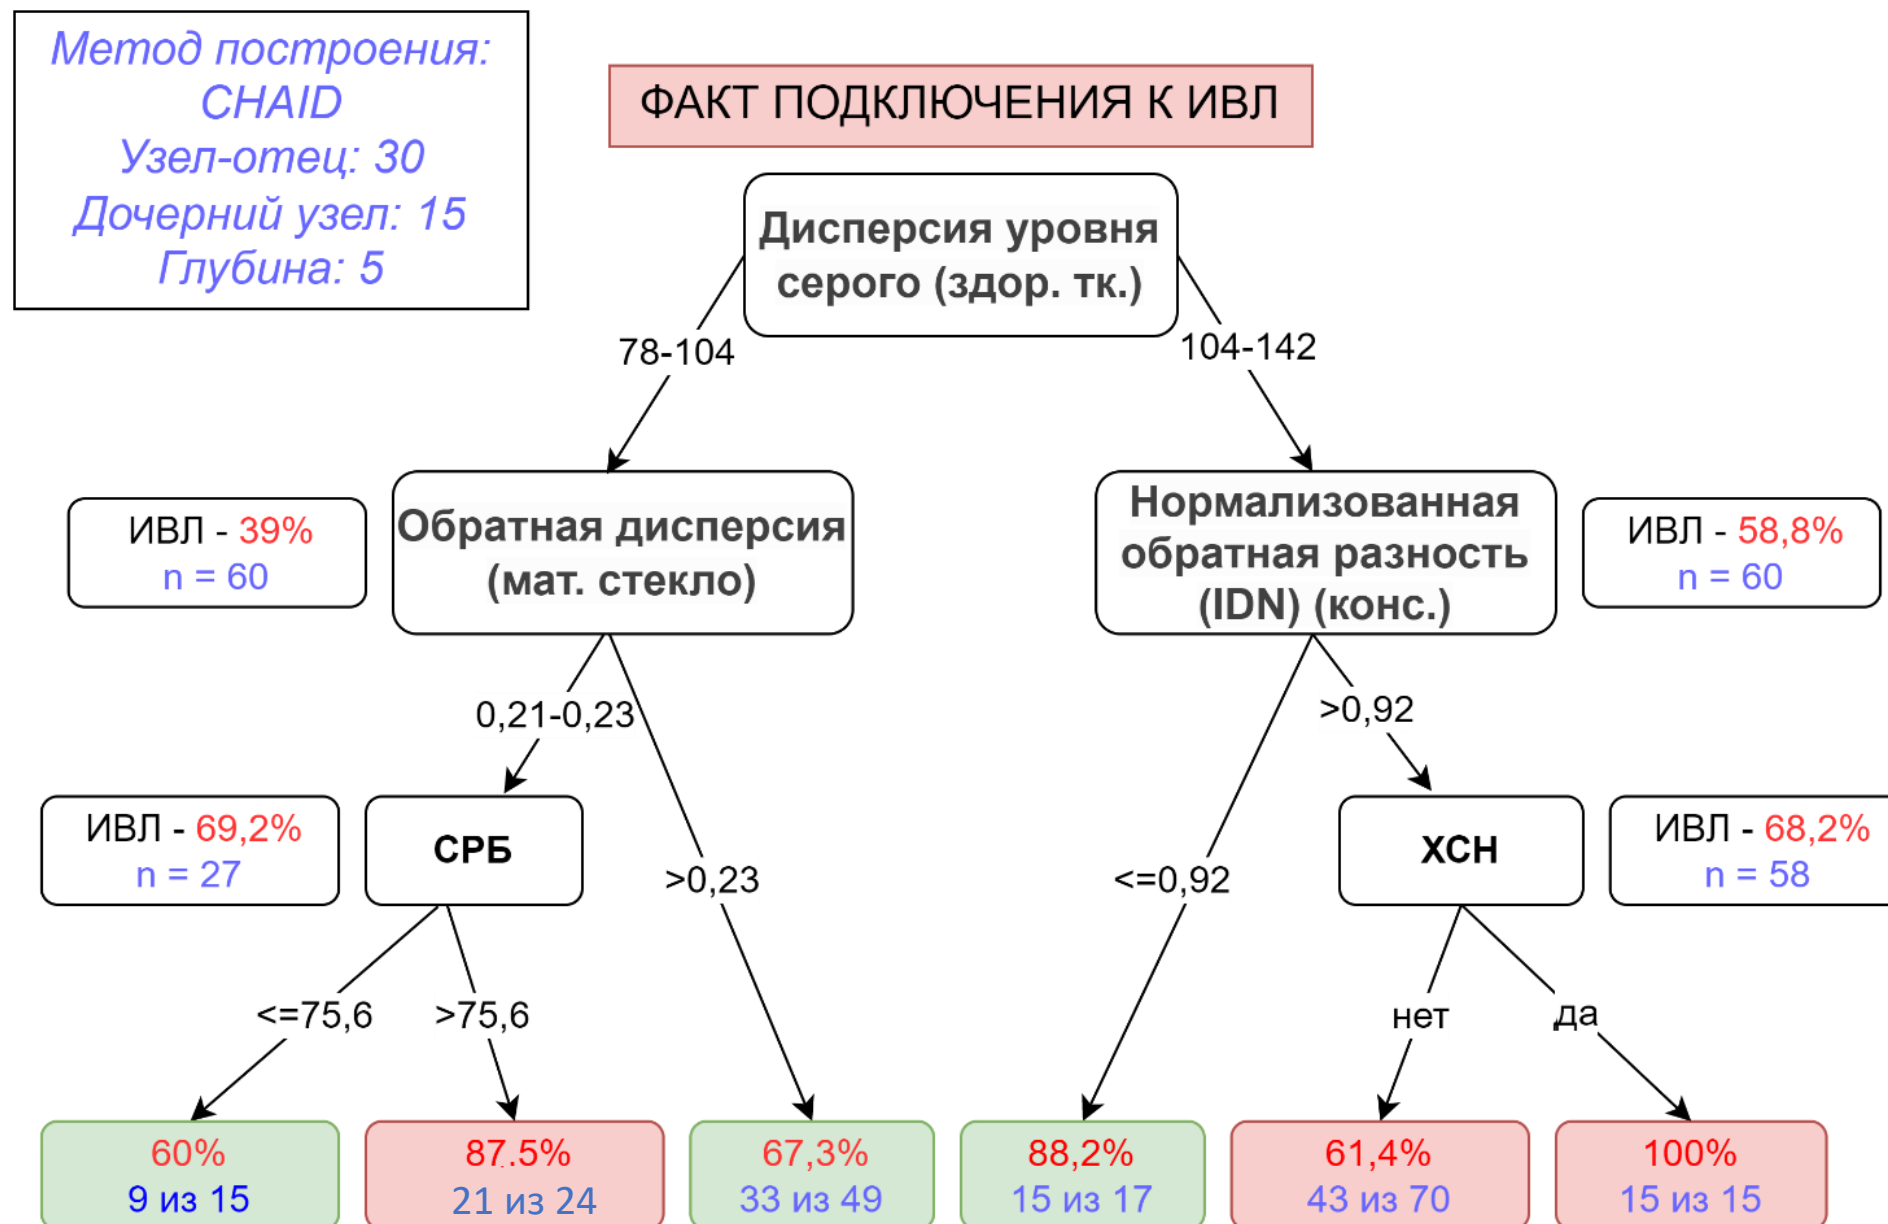 Метод построения:
CHAID
Узел-отец: 30
Дочерний узел: 15
Глубина: 5
ФАКТ ПОДКЛЮЧЕНИЯ К ИВЛ
Дисперсия уровня
серого (здор. тк.)
78-104
104-142
ИВЛ - 39%
n = 60
Обратная дисперсия
(мат. стекло)
Нормализованная
обратная разность
(IDN) (конс.)
ИВЛ - 58,8%
n = 60
0,21-0,23
>0,92
ИВЛ - 69,2%
n = 27
СРБ
>0,23
<=0,92
ХСН
ИВЛ - 68,2%
n = 58
<=75,6
>75,6
нет
да
60%
9 из 15
87.5%
21 из 24
67,3%
33 из 49
88,2%
15 из 17
61,4%
43 из 70
100%
15 из 15